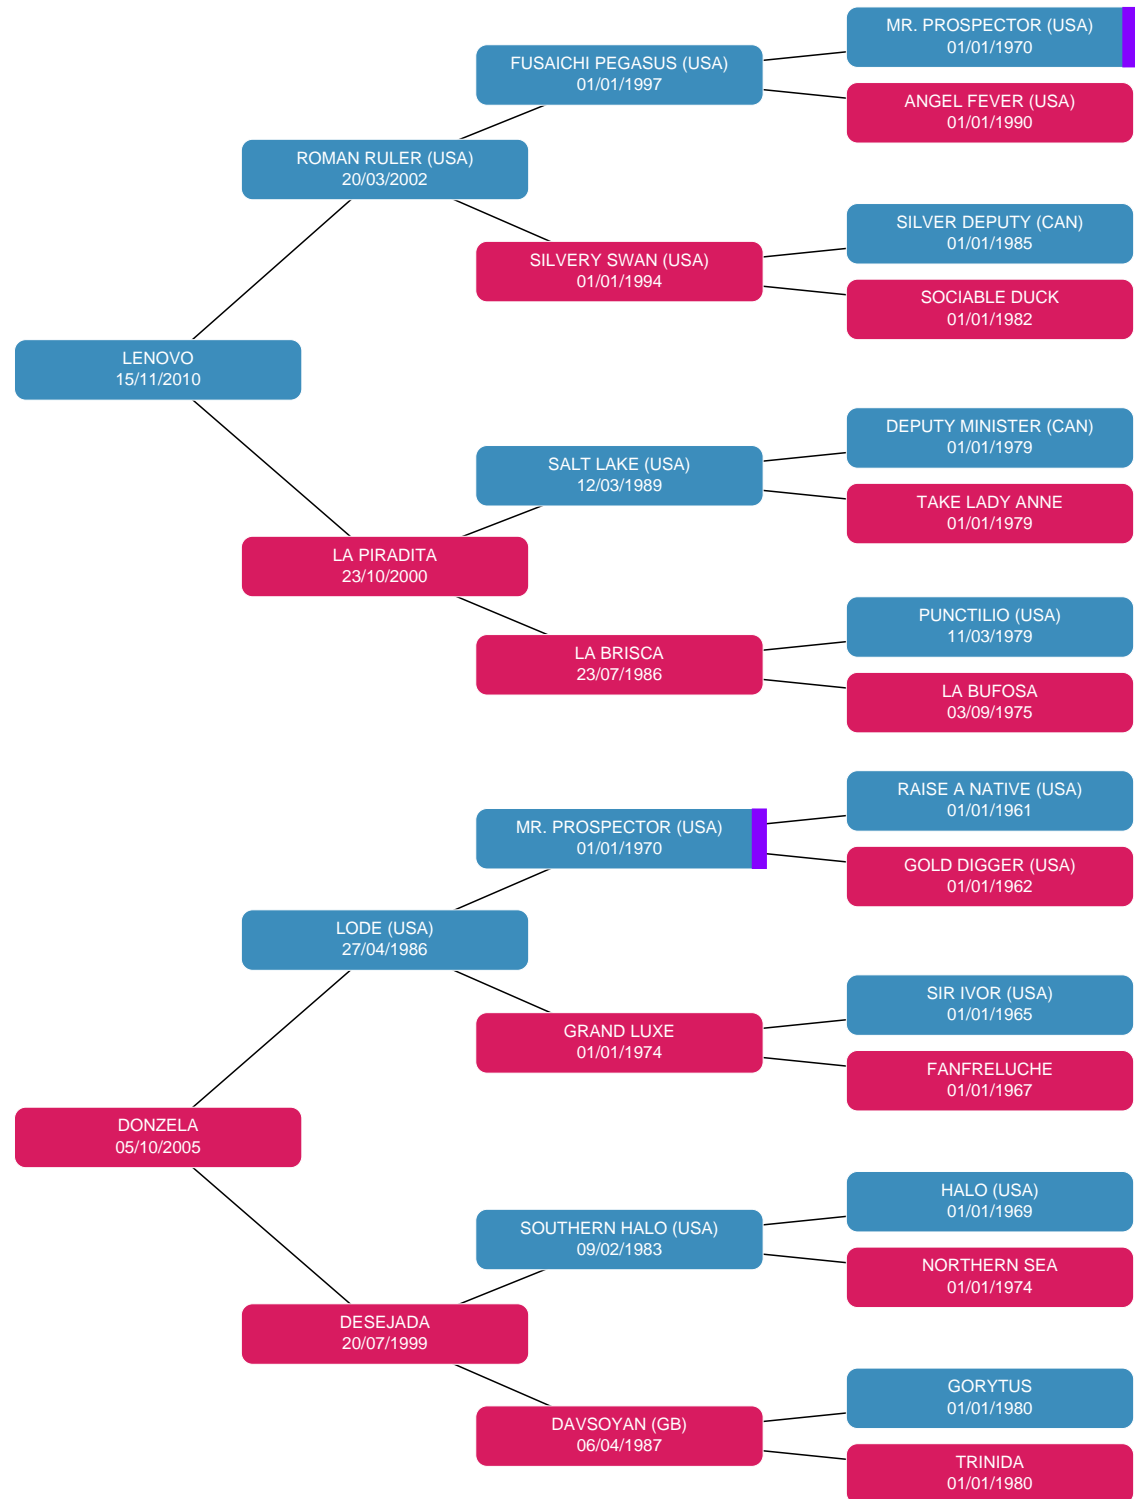 MR. PROSPECTOR (USA)
01/01/1970
FUSAICHI PEGASUS (USA)
01/01/1997
ANGEL FEVER (USA)
01/01/1990
ROMAN RULER (USA)
20/03/2002
SILVER DEPUTY (CAN)
01/01/1985
SILVERY SWAN (USA)
01/01/1994
SOCIABLE DUCK
01/01/1982
LENOVO
15/11/2010
DEPUTY MINISTER (CAN)
01/01/1979
SALT LAKE (USA)
12/03/1989
TAKE LADY ANNE
01/01/1979
LA PIRADITA
23/10/2000
PUNCTILIO (USA)
11/03/1979
LA BRISCA
23/07/1986
LA BUFOSA
03/09/1975
RAISE A NATIVE (USA)
01/01/1961
MR. PROSPECTOR (USA)
01/01/1970
GOLD DIGGER (USA)
01/01/1962
LODE (USA)
27/04/1986
SIR IVOR (USA)
01/01/1965
GRAND LUXE
01/01/1974
FANFRELUCHE
01/01/1967
DONZELA
05/10/2005
HALO (USA)
01/01/1969
SOUTHERN HALO (USA)
09/02/1983
NORTHERN SEA
01/01/1974
DESEJADA
20/07/1999
GORYTUS
01/01/1980
DAVSOYAN (GB)
06/04/1987
TRINIDA
01/01/1980